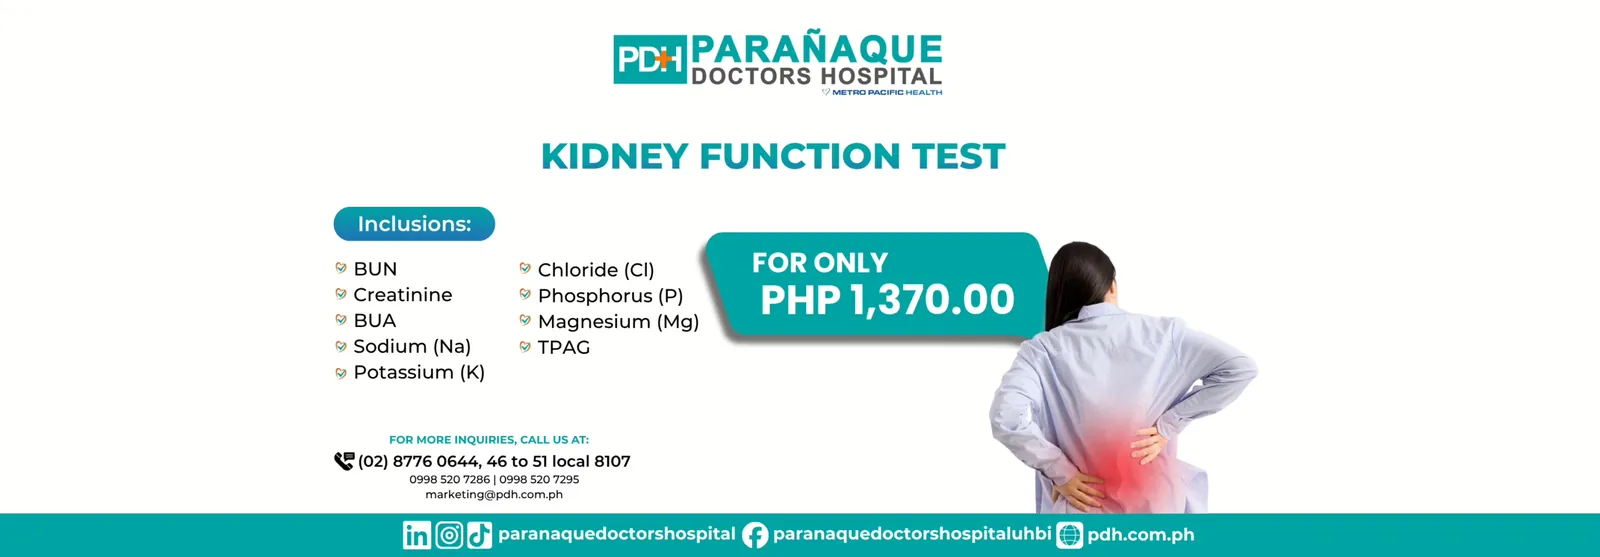 PDH PARAÑAQUE
DOCTORS HOSPITAL
METRO PACIFIC HEALTH
KIDNEY FUNCTION TEST
Inclusions:
BUN
Creatinine
BUA
Sodium (Na)
Potassium (K)
Chloride (Cl)
Phosphorus (P)
Magnesium (Mg)
TPAG
FOR ONLY
PHP 1,370.00
FOR MORE INQUIRIES, CALL US AT:
(02) 8776 0644, 46 to 51 local 8107
0998 520 7286 | 0998 520 7295
marketing@pdh.com.ph
paranaquedoctorshospital paranaquedoctorshospitaluhbi pdh.com.ph